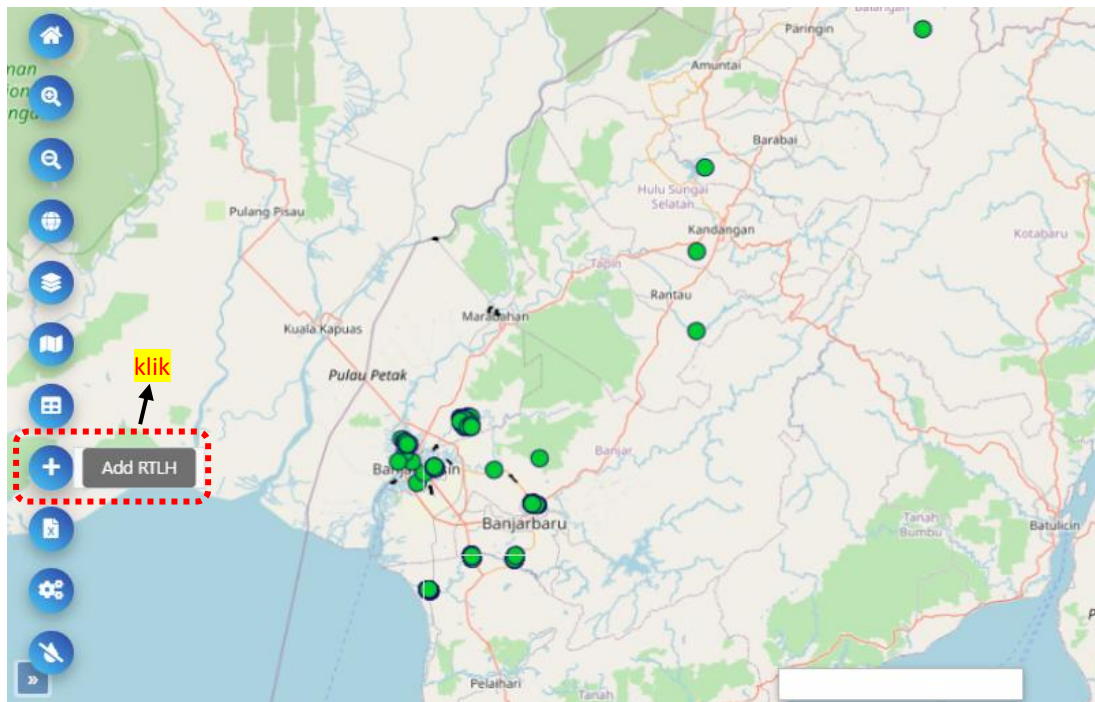 Paringin
Amuntai
Barabai
Hulu Sungai
Selatan
Pulang Pisau
Kandangan
Kotabaru
Tapin
Rantau
Marabahan
Kuala Kapuas
klik
Pulau Petak
Banjar
Add RTLH
Banjarbaru
Tanah
Bumbu
Batulicin
Pelaihari
Tanah